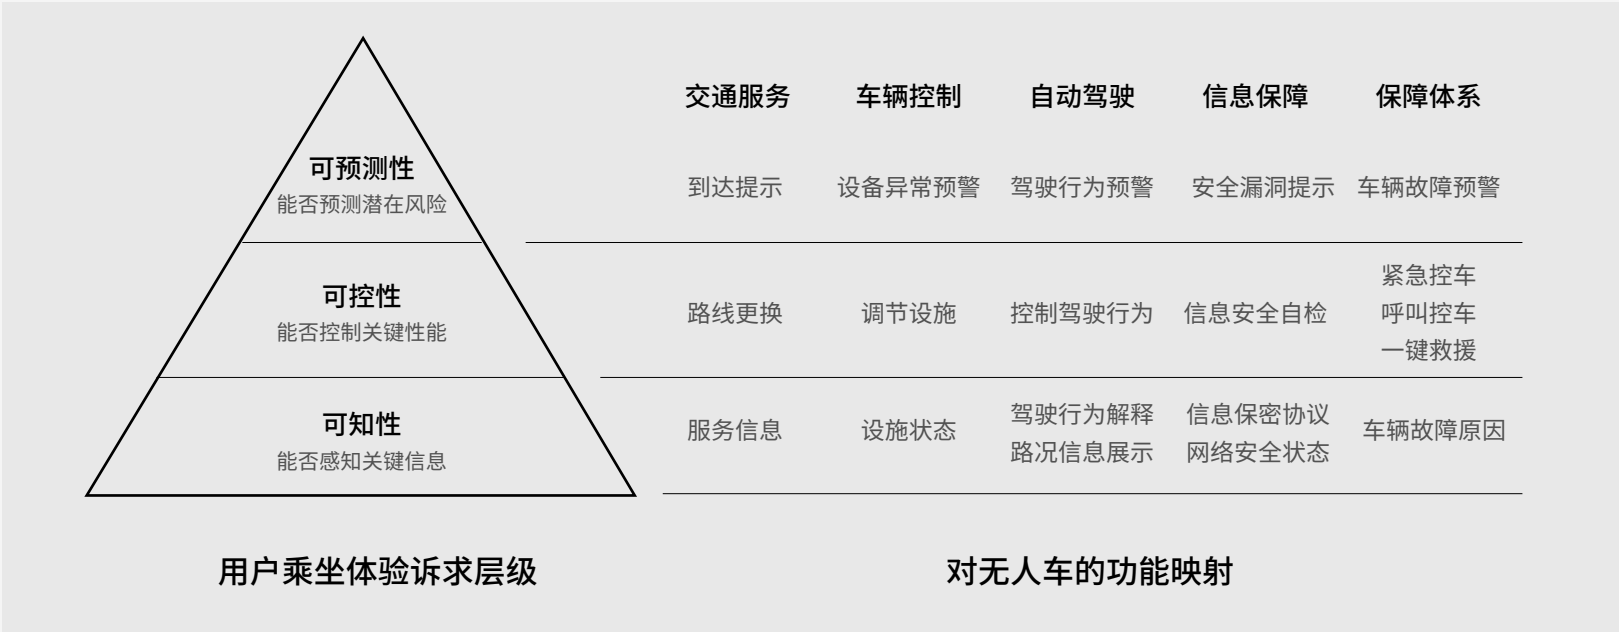 交通服务 车辆控制 自动驾驶 信息保障 保障体系
可预测性
能否预测潜在风险
到达提示 设备异常预警 驾驶行为预警 安全漏洞提示 车辆故障预警
可控性
能否控制关键性能
路线更换 调节设施 控制驾驶行为 信息安全自检
紧急控车
呼叫控车
一键救援
可知性
能否感知关键信息
服务信息 设施状态
驾驶行为解释
路况信息展示
信息保密协议
网络安全状态
车辆故障原因
用户乘坐体验诉求层级
对无人车的功能映射